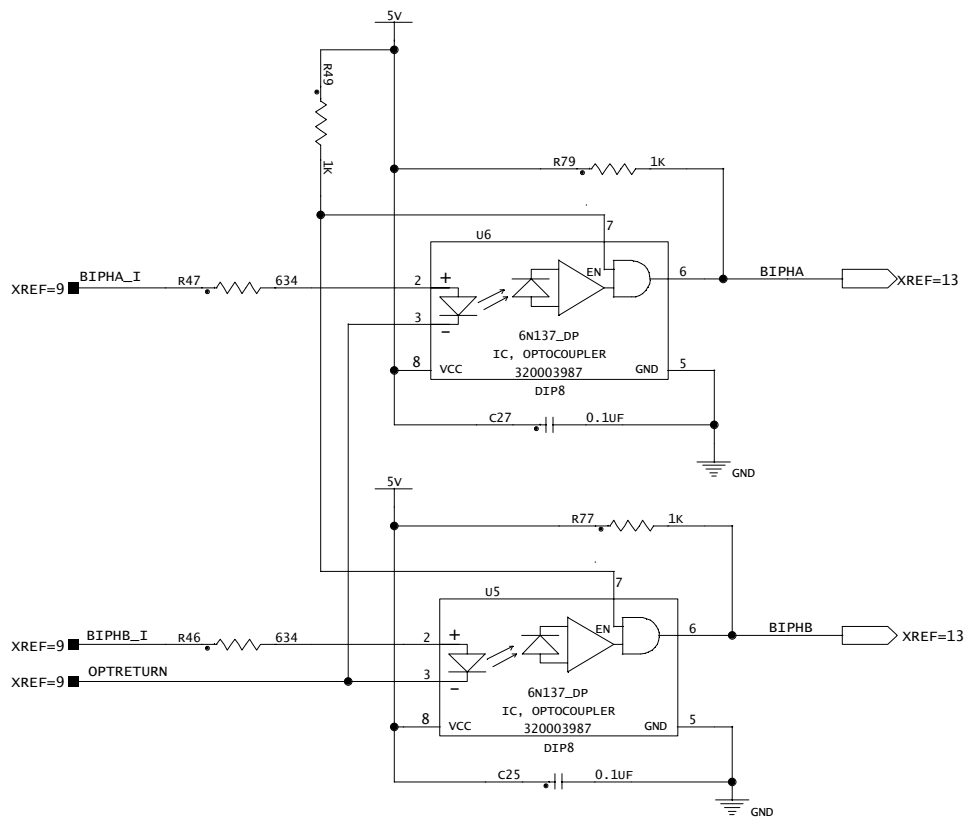 5V
R49
1K
R79 1K
7
U6
BIPHA_I
XREF=9
R47 634
2 +
EN
6 BIPHA
XREF=13
3 -
6N137_DP
IC, OPTOCOUPLER
8 VCC 320003987 GND 5
DIP8
C27 0.1UF
GND
5V
R77 1K
7
U5
BIPHB_I
XREF=9
R46 634
2 +
EN
6 BIPHB
XREF=13
XREF=9 OPTRETURN
3 -
6N137_DP
IC, OPTOCOUPLER
8 VCC 320003987 GND 5
DIP8
C25 0.1UF
GND